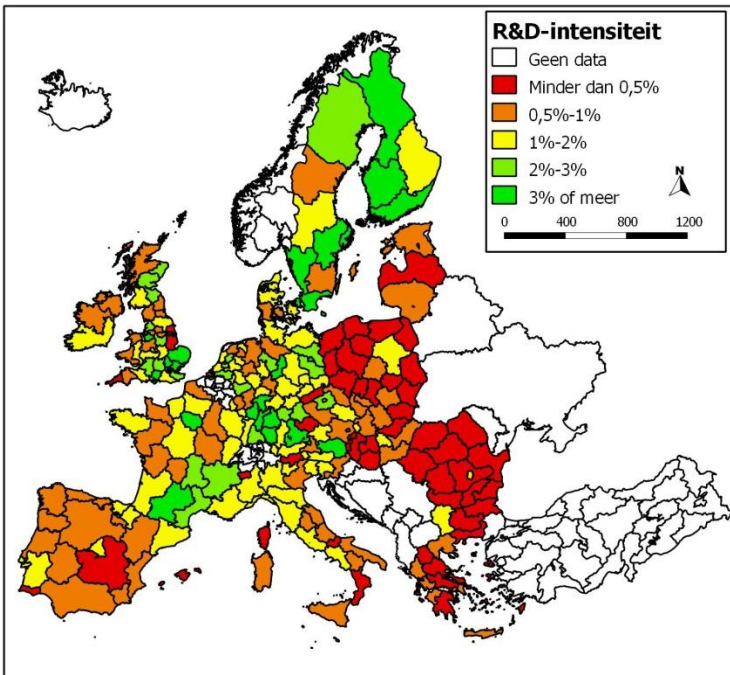 R&D-intensiteit
Geen data
Minder dan 0,5%
0,5%-1%
1%-2%
2%-3%
3% of meer
N
0 400 800 1200